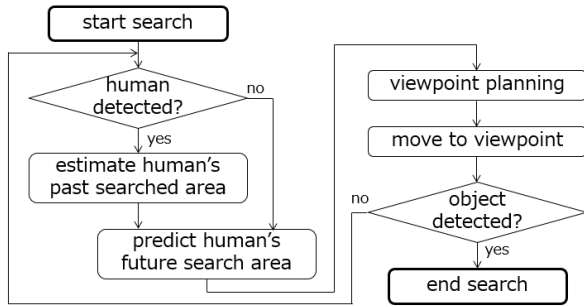 start search
human
detected?
no
yes
estimate human's
past searched area
predict human's
future search area
viewpoint planning
move to viewpoint
object
detected?
no
yes
end search